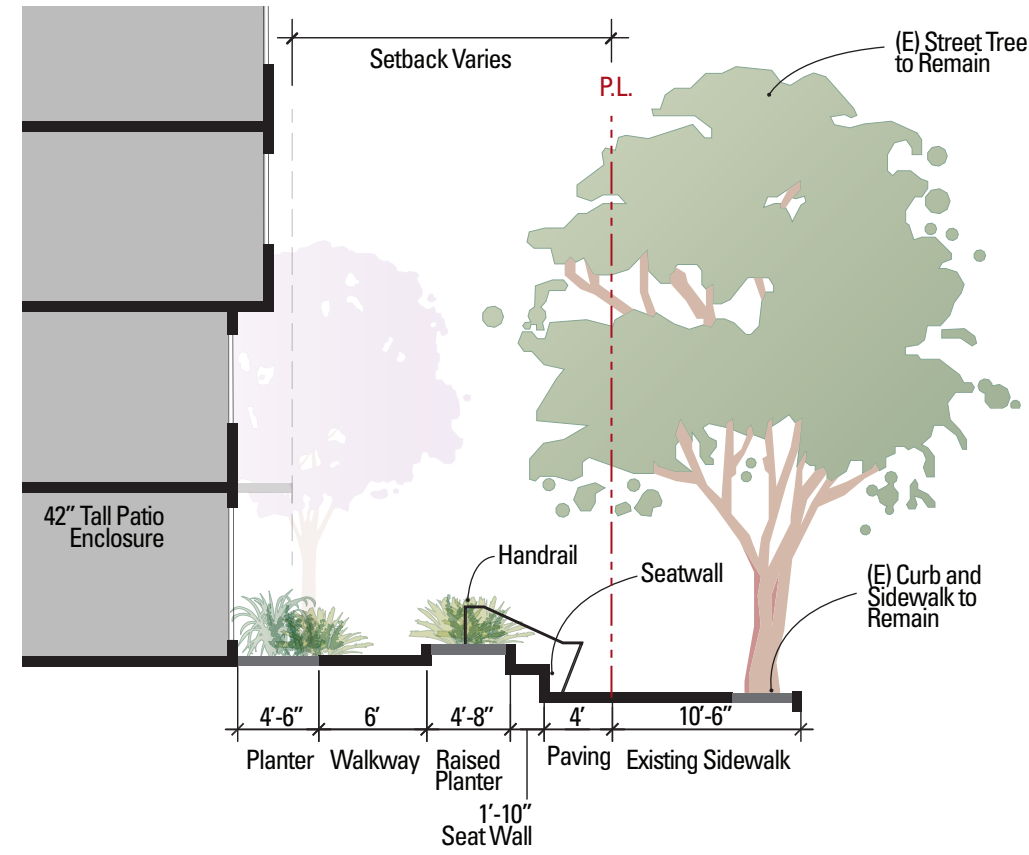 Setback Varies
(E) Street Tree
to Remain
P.L.
42” Tall Patio
Enclosure
Handrail
Seatwall
(E) Curb and
Sidewalk to
Remain
4’-6” 6’ 4’-8” 4’ 10’-6”
Planter Walkway Raised
Planter
Paving Existing Sidewalk
1’-10”
Seat Wall